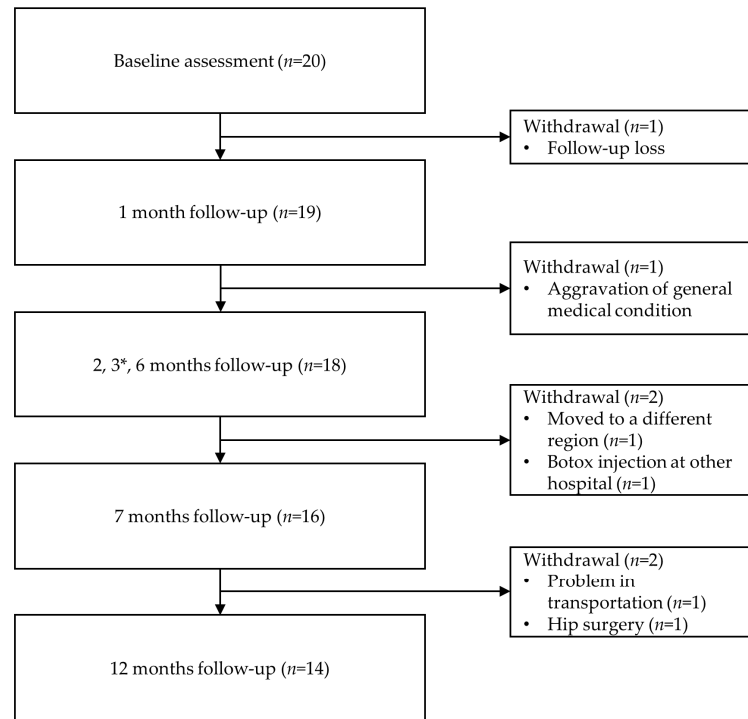 Baseline assessment (n=20)
Withdrawal (n=1)
• Follow-up loss
1 month follow-up (n=19)
Withdrawal (n=1)
• Aggravation of general
medical condition
2, 3*, 6 months follow-up (n=18)
Withdrawal (n=2)
• Moved to a different
region (n=1)
• Botox injection at other
hospital (n=1)
7 months follow-up (n=16)
Withdrawal (n=2)
• Problem in
transportation (n=1)
• Hip surgery (n=1)
12 months follow-up (n=14)